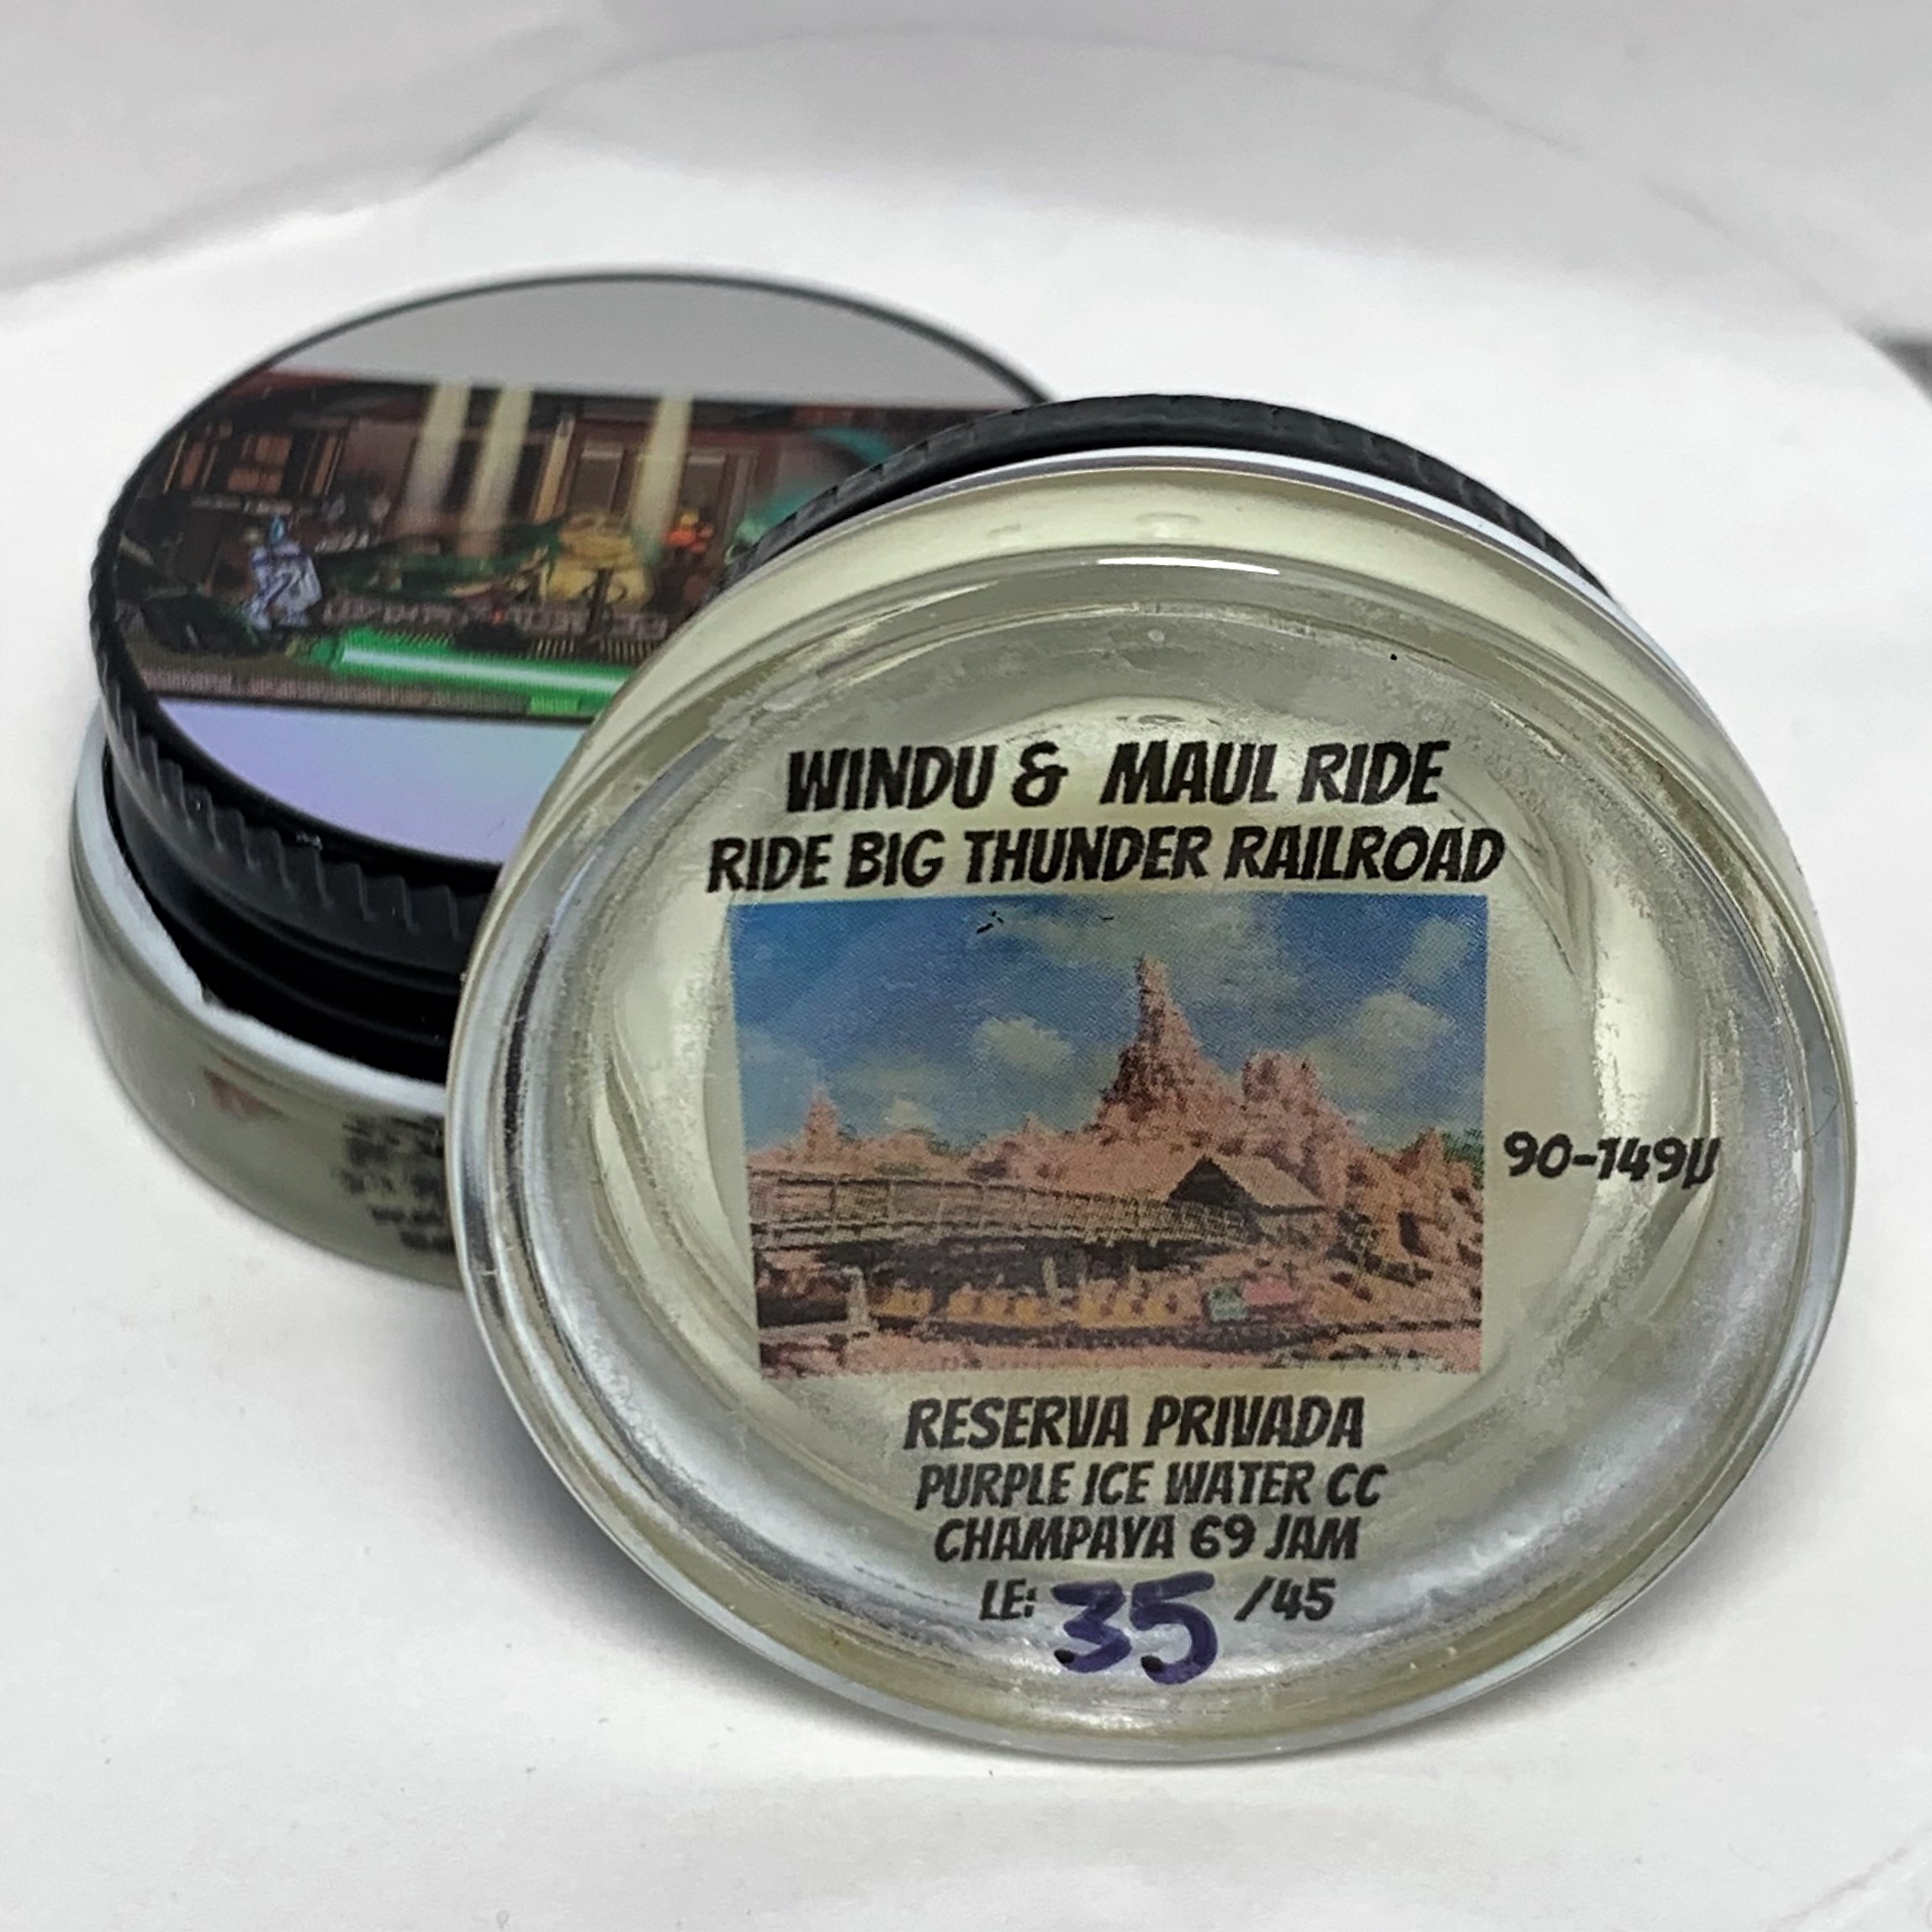 WINDU & MAUL RIDE
RIDE BIG THUNDER RAILROAD
90-149U
RESERVA PRIVADA
PURPLE ICE WATER CC
CHAMPAYA 69 JAM
LE: 35 /45